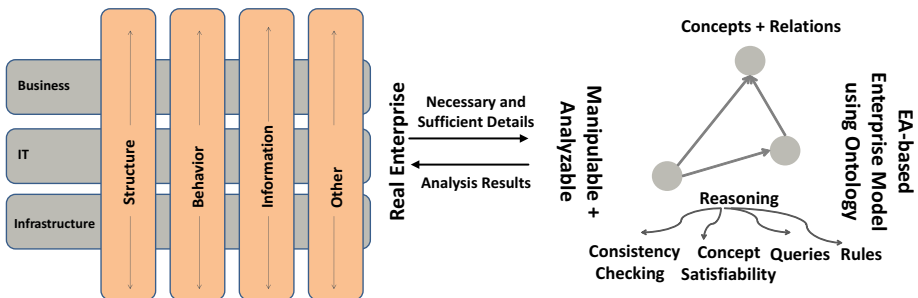 Business
IT
Infrastructure
Structure
Behavior
Information
Other
Real Enterprise
Necessary and
Sufficient Details
Analysis Results
Manipulable +
Analyzable
Concepts + Relations
EA-based
Enterprise Model
using Ontology
Reasoning
Consistency
Checking
Concept
Satisfiability
Queries
Rules